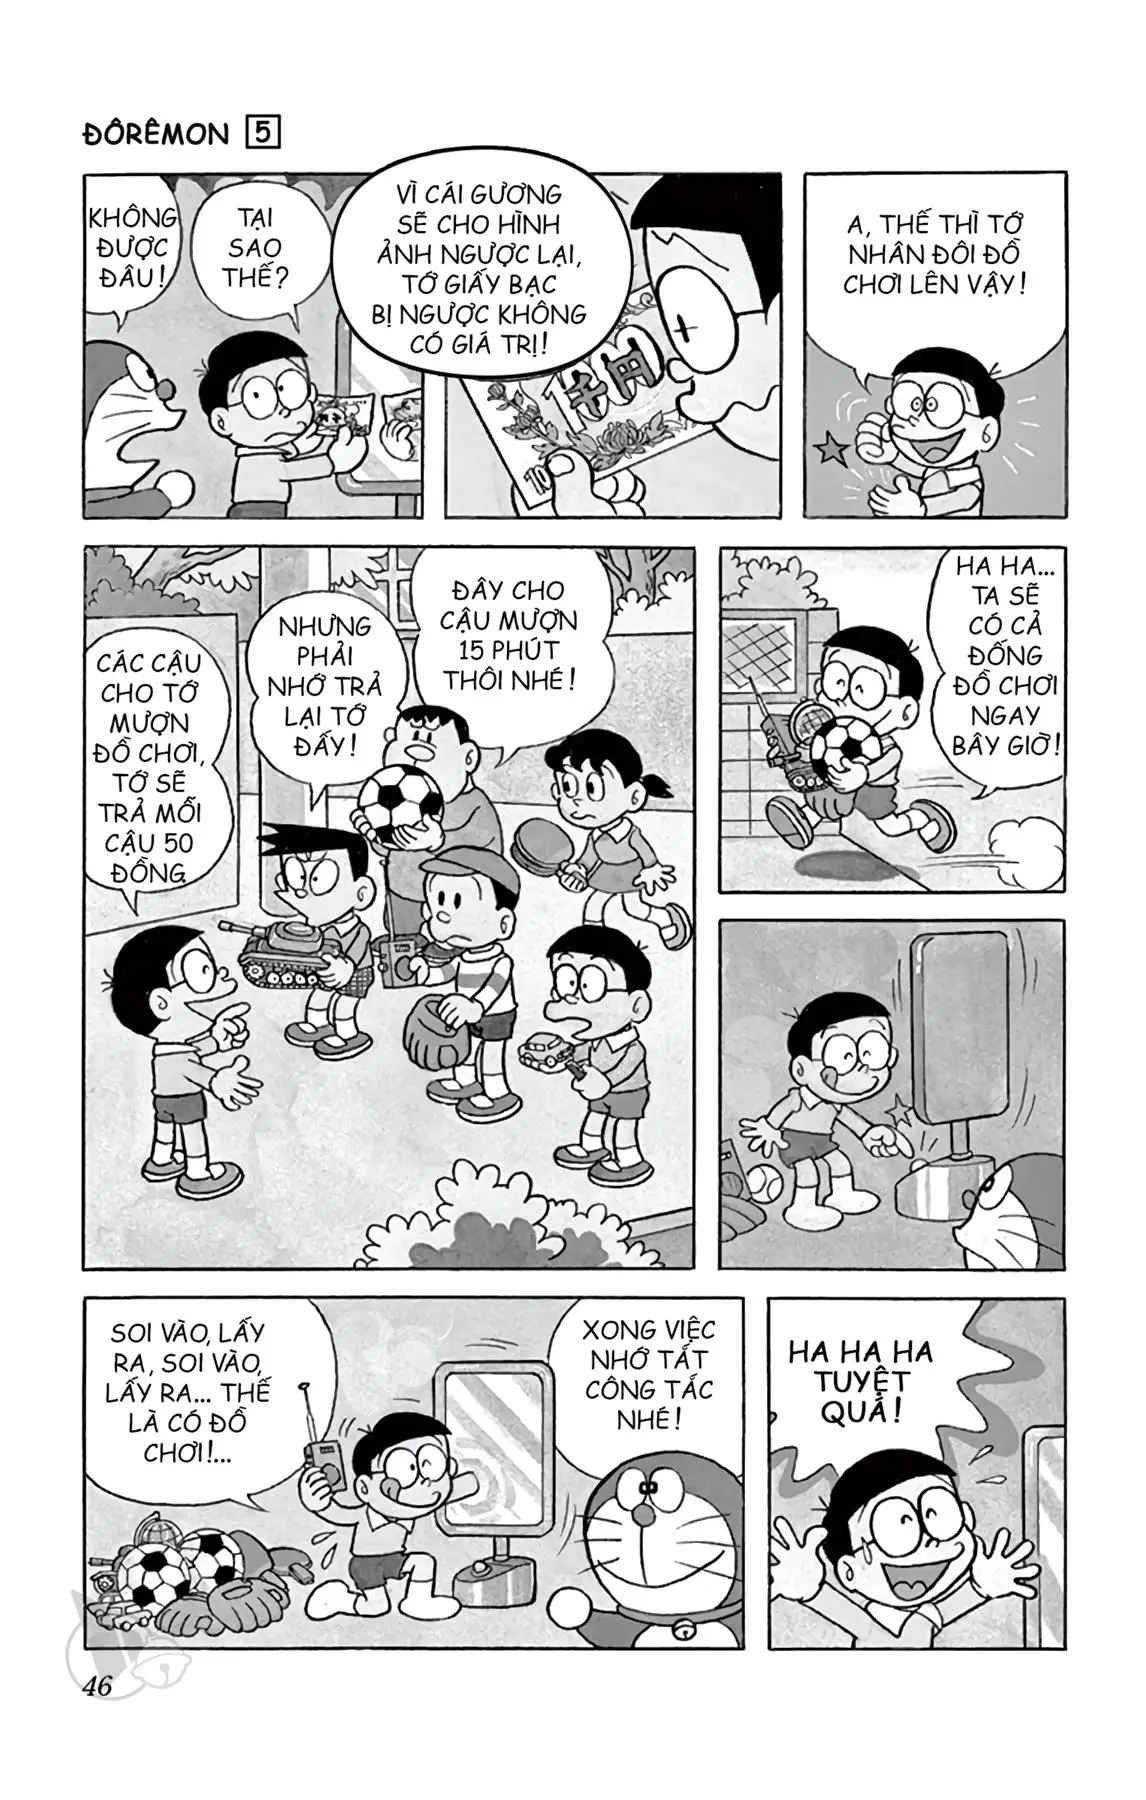 ĐÔRÊMON 5
KHÔNG
ĐƯỢC
ĐÂU!
TẠI
SAO
THẾ?
VÌ CÁI GƯƠNG
SẼ CHO HÌNH
ẢNH NGƯỢC LẠI,
TỚ GIẤY BẠC
BỊ NGƯỢC KHÔNG
CÓ GIÁ TRỊ!
10
A, THẾ THÌ TỚ
NHÂN ĐÔI ĐỒ
CHƠI LÊN VẬY!
CÁC CẬU
CHO TỚ
MƯỢN
ĐỒ CHƠI,
TỚ SẼ
TRẢ MỖI
CẬU 50
ĐỒNG.
NHƯNG
PHẢI
NHỚ TRẢ
LẠI TỚ
ĐẤY!
ĐÂY CHO
CẬU MƯỢN
15 PHÚT
THÔI NHÉ!
HA HA...
TA SẼ
CÓ CẢ
ĐỐNG
ĐỒ CHƠI
NGAY
BÂY GIỜ!
SOI VÀO, LẤY
RA, SOI VÀO,
LẤY RA... THẾ
LÀ CÓ ĐỒ
CHƠI!...
XONG VIỆC
NHỚ TẮT
CÔNG TẮC
NHÉ!
HA HA HA
TUYỆT
QUÁ!
46